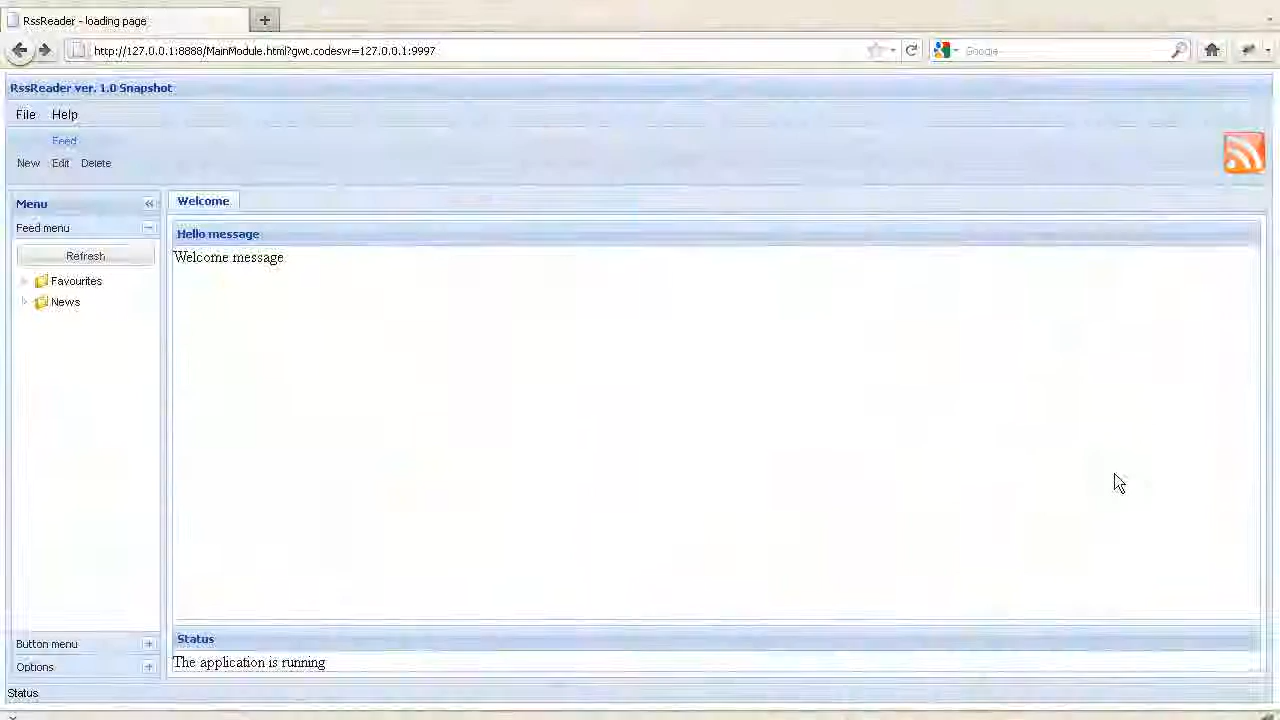 RssReader - loading page
http://127.0.0.1:8888/MainModule.html?gwt.codesvr=127.0.0.1:9997
Google
RssReader ver. 1.0 Snapshot
File Help
Feed
New Edit Delete
Menu
Feed menu
Refresh
Favourites
News
Button menu
Options
Welcome
Hello message
Welcome message
Status
The application is running
Status